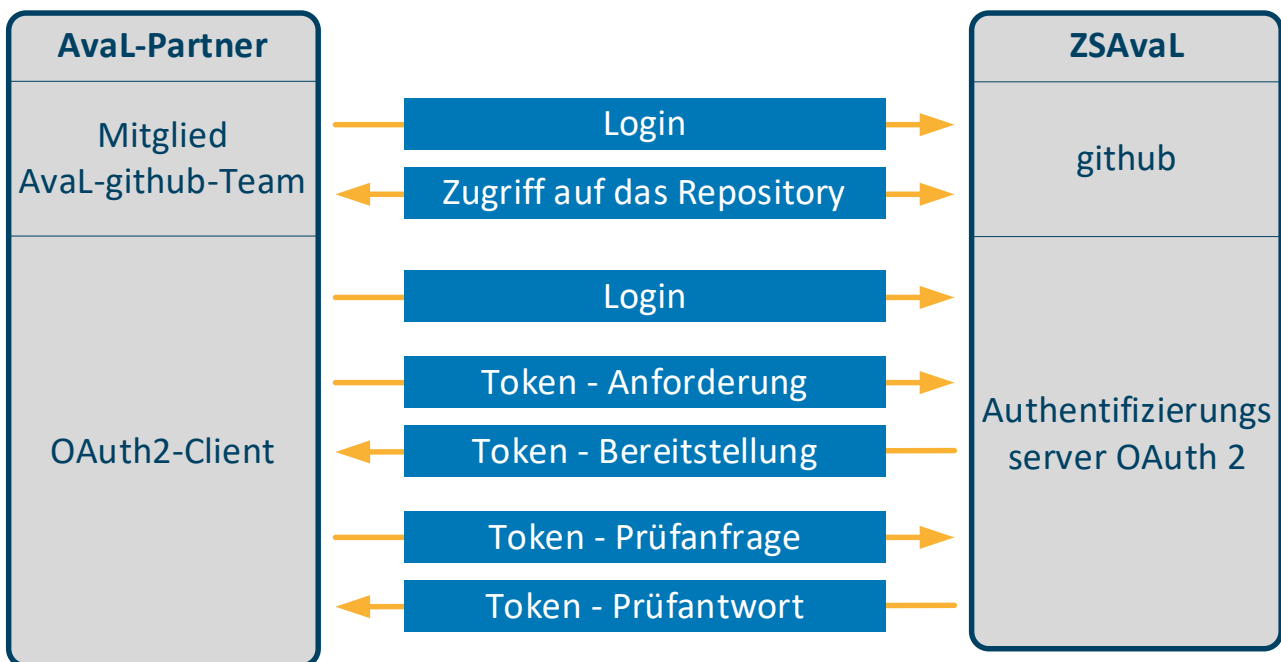 AvaL-Partner
Mitglied
AvaL-github-Team
OAuth2-Client
Login
Zugriff auf das Repository
Login
Token - Anforderung
Token - Bereitstellung
Token - Prüfanfrage
Token - Prüfantwort
ZSAvaL
github
Authentifizierungs
server OAuth 2